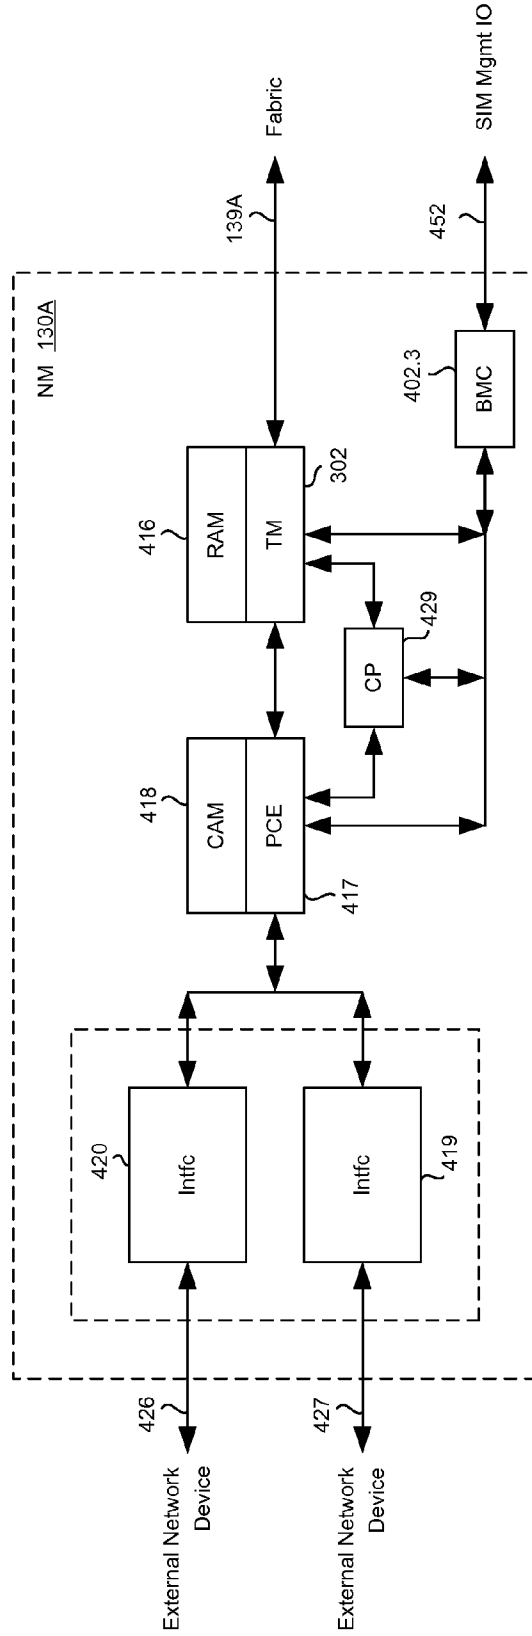 NM 130A
External Network
Device
426
420
Intfc
External Network
Device
427
Intfc
419
418
CAM
PCE
417
416
RAM
TM
302
CP
429
402.3
BMC
139A
Fabric
452
SIM Mgmt IO